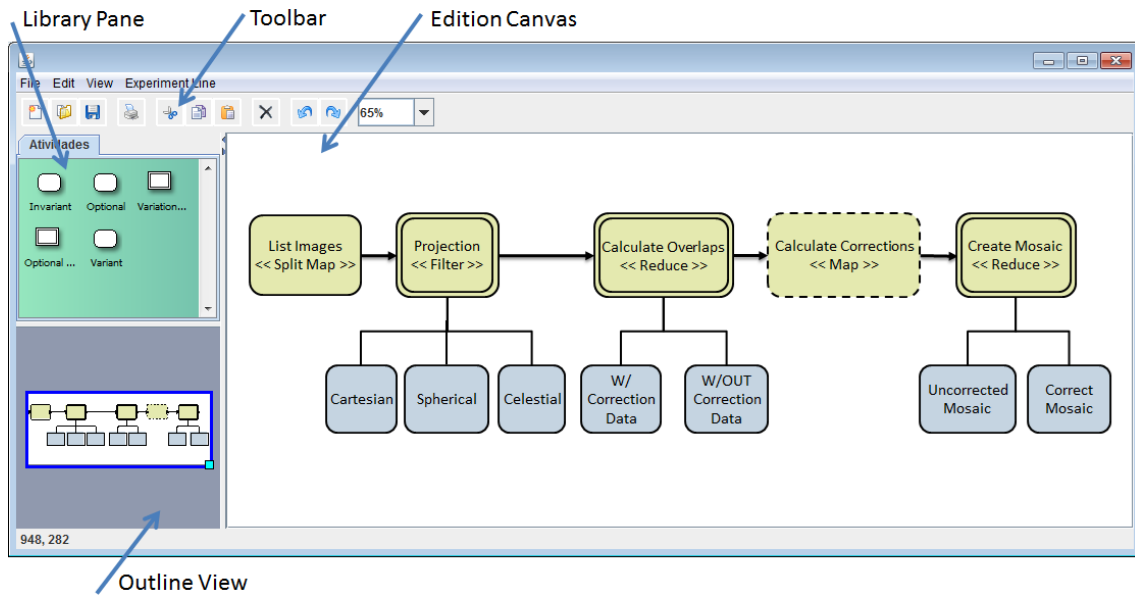 Library Pane
Toolbar
Edition Canvas
File Edit View Experiment Line
65%
Atividades
Invariant Optional Variation...
Optional ... Variant
List Images
<< Split Map >>
Projection
<< Filter >>
Calculate Overlaps
<< Reduce >>
Calculate Corrections
<< Map >>
Create Mosaic
<< Reduce >>
Cartesian
Spherical
Celestial
W/
Correction
Data
W/OUT
Correction
Data
Uncorrected
Mosaic
Correct
Mosaic
948, 282
Outline View